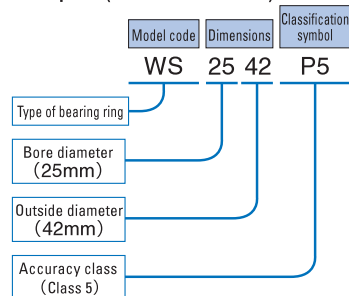 Classification
Model code Dimensions symbol
WS 25 42 P5
Type of bearing ring
Bore diameter
（25mm）
Outside diameter
（42mm）
Accuracy class
（Class 5）